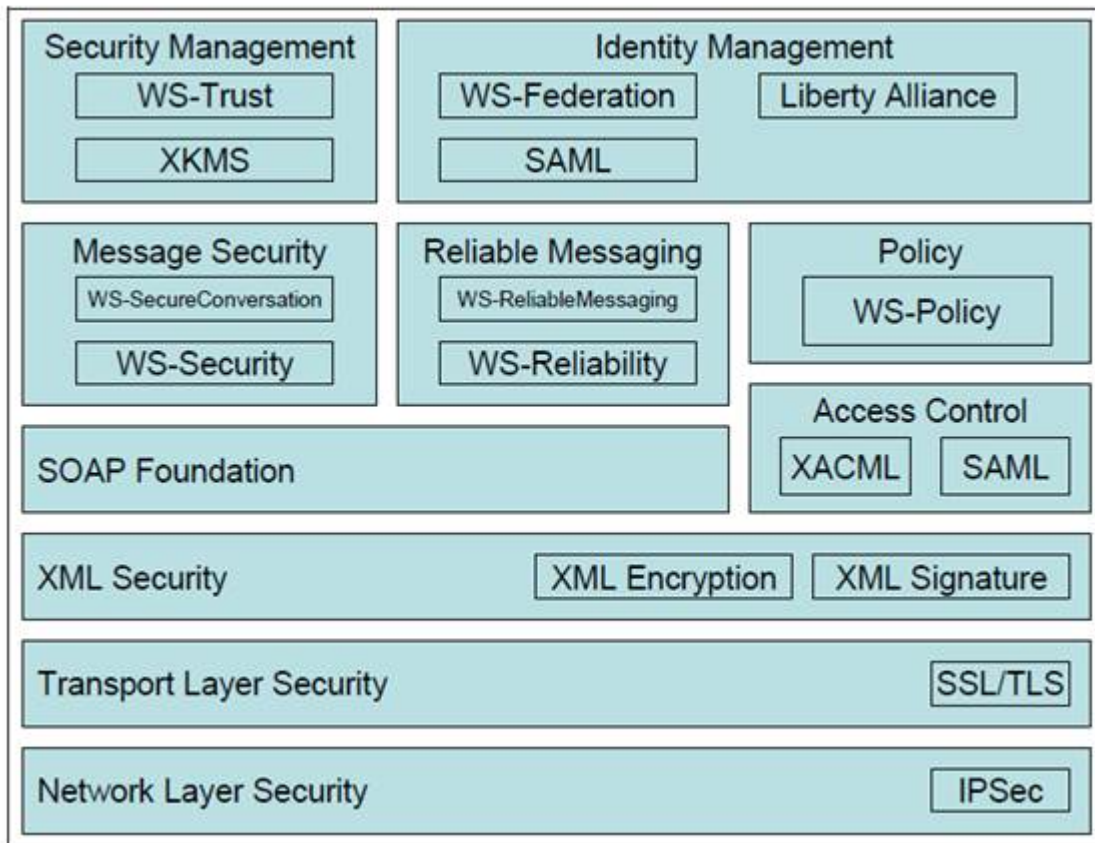 Security Management
WS-Trust
XKMS
Identity Management
WS-Federation
Liberty Alliance
SAML
Message Security
WS-SecureConversation
WS-Security
Reliable Messaging
WS-ReliableMessaging
WS-Reliability
Policy
WS-Policy
Access Control
XACML
SAML
SOAP Foundation
XML Security
XML Encryption
XML Signature
Transport Layer Security
SSL/TLS
Network Layer Security
IPSec